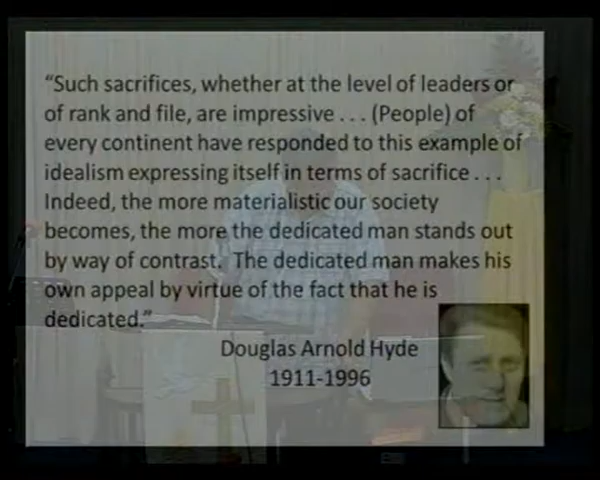 “Such sacrifices, whether at the level of leaders or
of rank and file, are impressive . . . (People) of
every continent have responded to this example of
idealism expressing itself in terms of sacrifice . . .
Indeed, the more materialistic our society
becomes, the more the dedicated man stands out
by way of contrast.  The dedicated man makes his
own appeal by virtue of the fact that he is
dedicated.”
Douglas Arnold Hyde
1911-1996